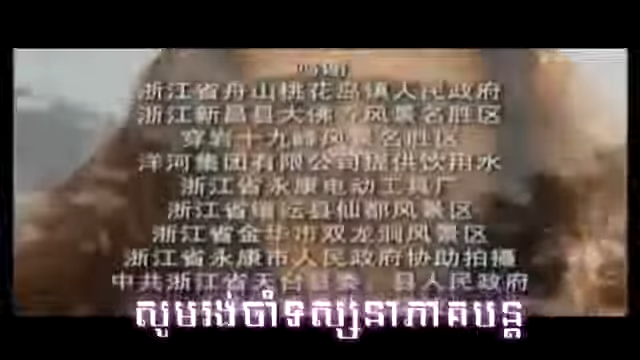 鸣谢
浙江省舟山桃花岛镇人民政府
浙江新昌县大佛寺风景名胜区
穿岩十九峰风景名胜区
洋河集团有限公司提供饮用水
浙江省永康电动工具厂
浙江省缙云县仙都风景区
浙江省金华市双龙洞风景区
浙江省永康市人民政府协助拍摄
中共浙江省天台县委、县人民政府
សូមរង់ចាំទស្សនាភាគបន្ត